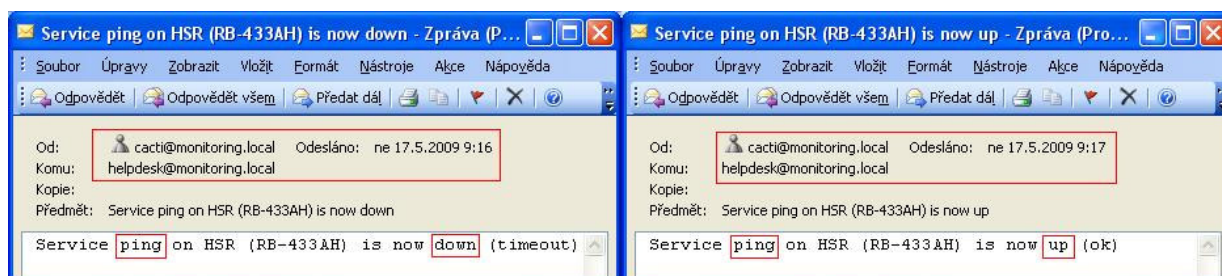 Service ping on HSR (RB-433AH) is now down - Zpráva (P...
Soubor Úpravy Zobrazit Vložit Formát Nástroje Akce Nápověda
Odpovědět Odpovědět všem Předat dál
Od: cacti@monitoring.local Odesláno: ne 17.5.2009 9:16
Komu: helpdesk@monitoring.local
Kopie:
Předmět: Service ping on HSR (RB-433AH) is now down
Service ping on HSR (RB-433AH) is now down (timeout)
Service ping on HSR (RB-433AH) is now up - Zpráva (Pro...
Soubor Úpravy Zobrazit Vložit Formát Nástroje Akce Nápověda
Odpovědět Odpovědět všem Předat dál
Od: cacti@monitoring.local Odesláno: ne 17.5.2009 9:17
Komu: helpdesk@monitoring.local
Kopie:
Předmět: Service ping on HSR (RB-433AH) is now up
Service ping on HSR (RB-433AH) is now up (ok)